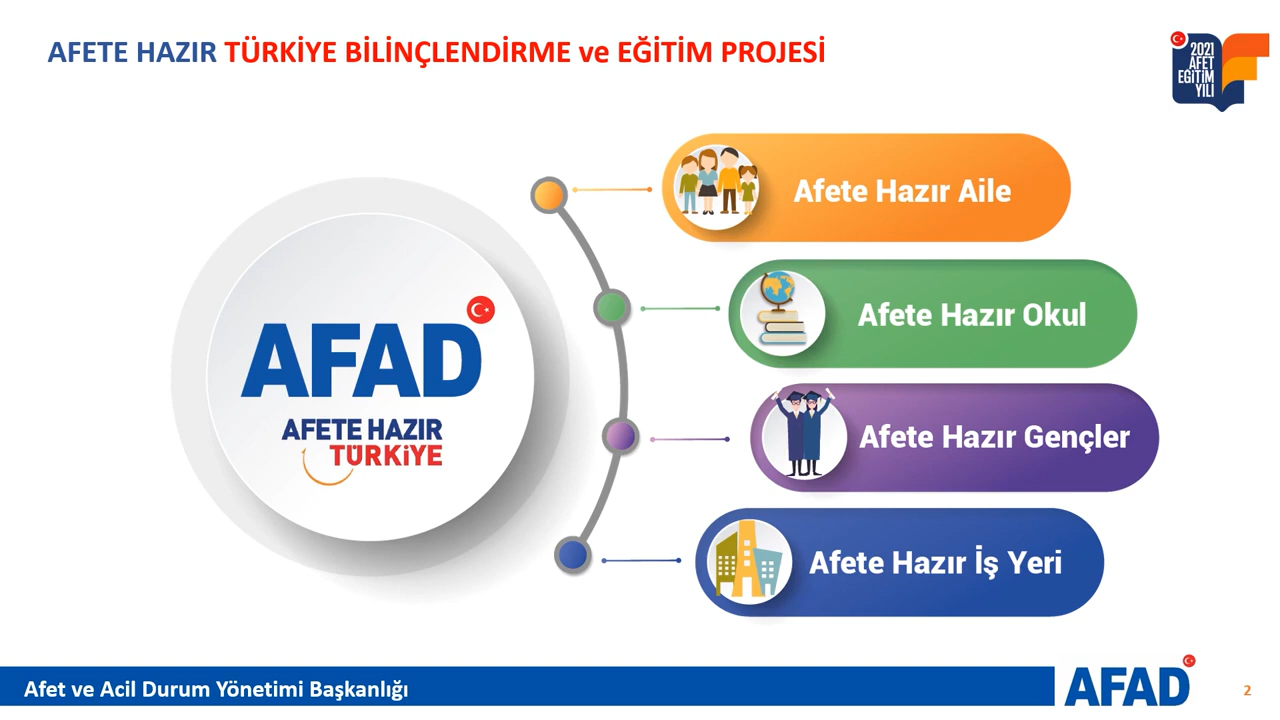 AFETE HAZIR TÜRKİYE BİLİNÇLENDİRME ve EĞİTİM PROJESİ
2021
AFET
EĞİTİM
YILI
Afete Hazır Aile
Afete Hazır Okul
AFAD
AFETE HAZIR
TÜRKİYE
Afete Hazır Gençler
Afete Hazır İş Yeri
Afet ve Acil Durum Yönetimi Başkanlığı
AFAD
2